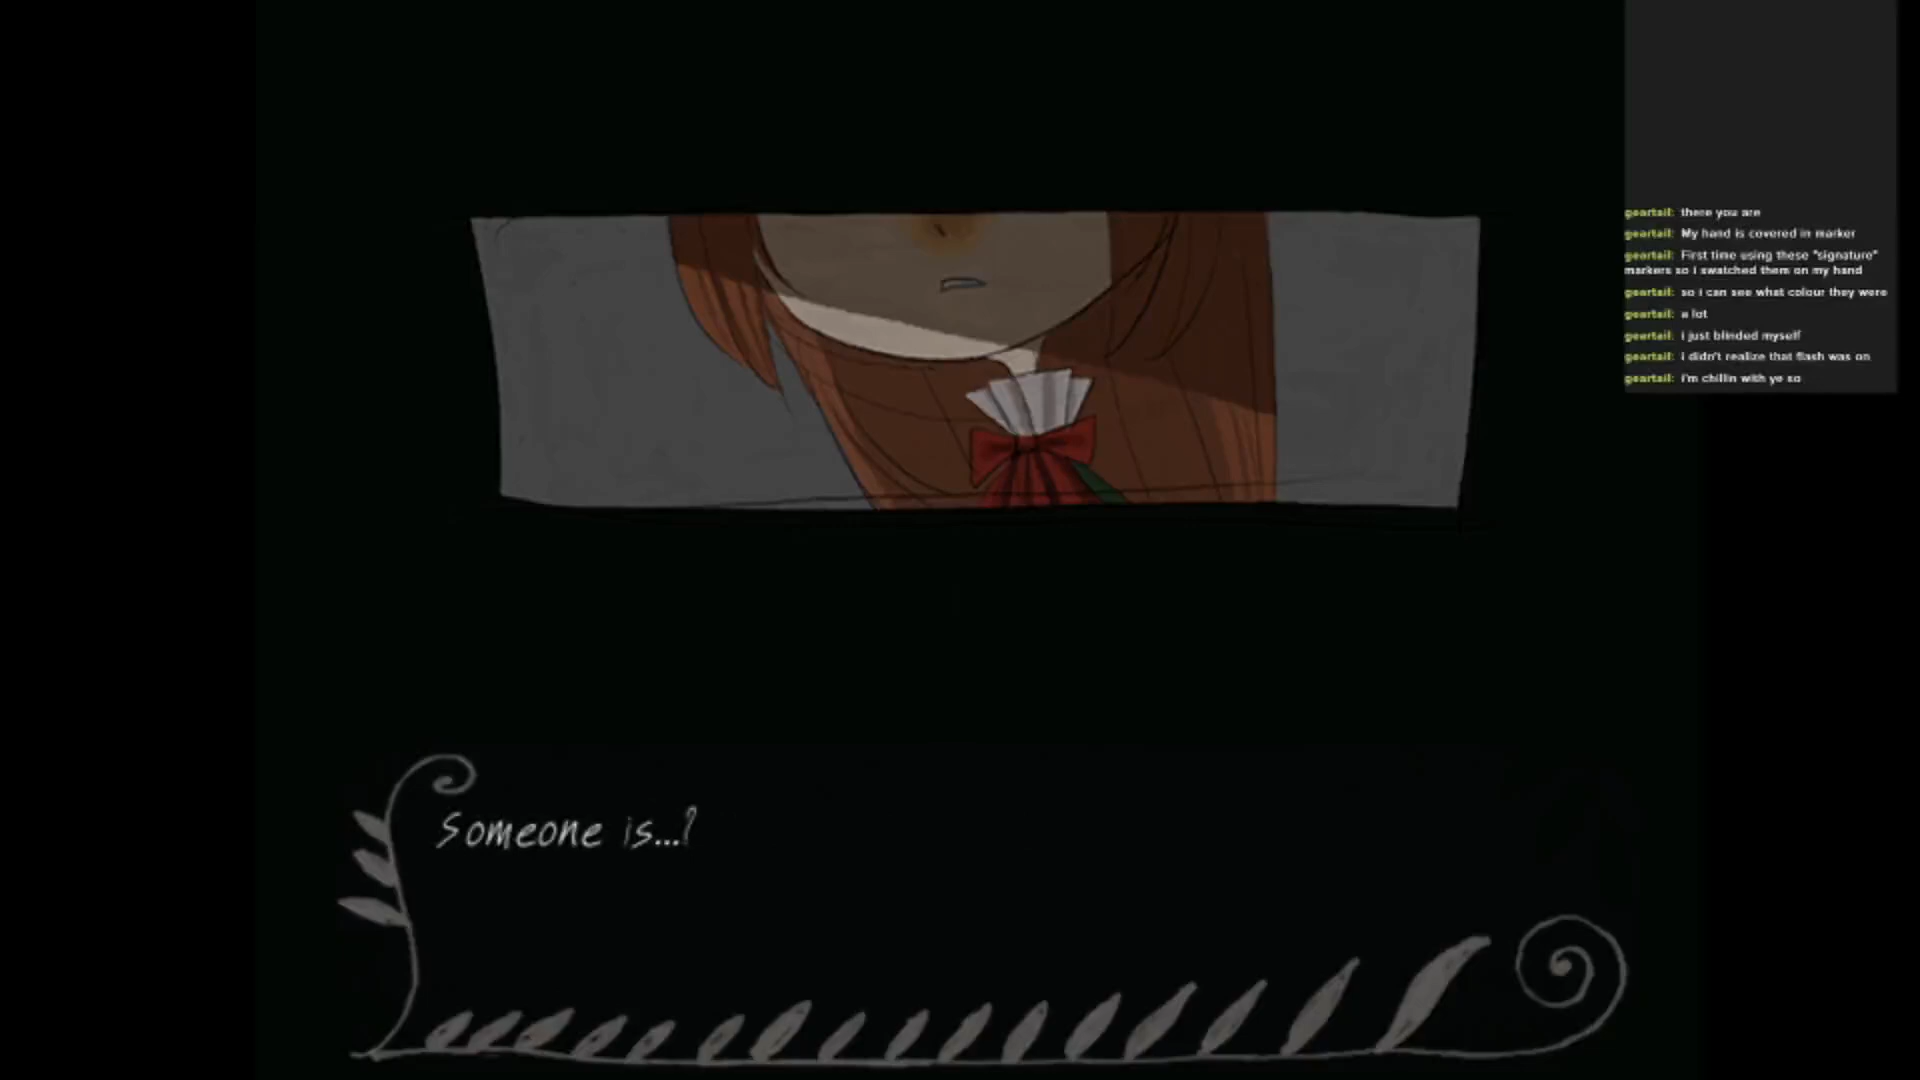 geartail: there you are
geartail: My hand is covered in marker
geartail: First time using these "signature"
markers so i swatched them on my hand
geartail: so i can see what colour they were
geartail: a lot
geartail: i just blinded myself
geartail: i didn't realize that flash was on
geartail: i'm chillin with ye so
Someone is...?